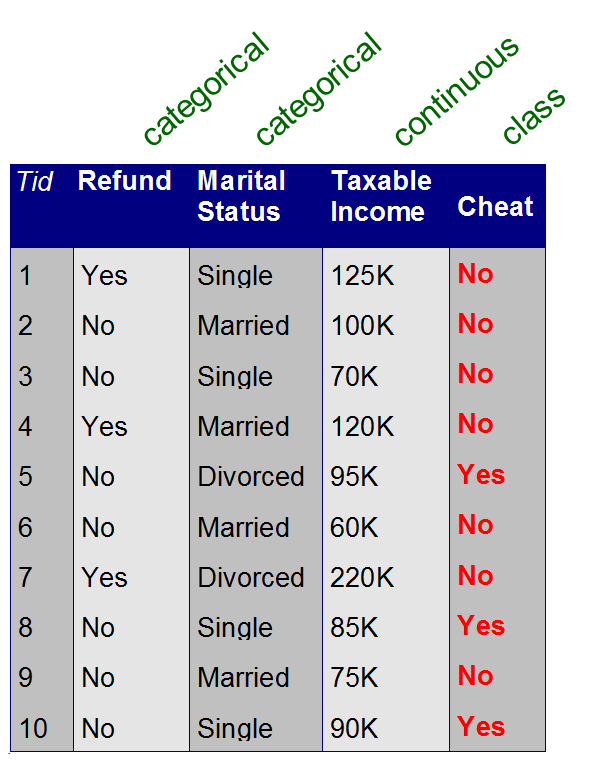 categorical categorical continuous class
Tid Refund Marital Status Taxable Income Cheat
1 Yes Single 125K No
2 No Married 100K No
3 No Single 70K No
4 Yes Married 120K No
5 No Divorced 95K Yes
6 No Married 60K No
7 Yes Divorced 220K No
8 No Single 85K Yes
9 No Married 75K No
10 No Single 90K Yes